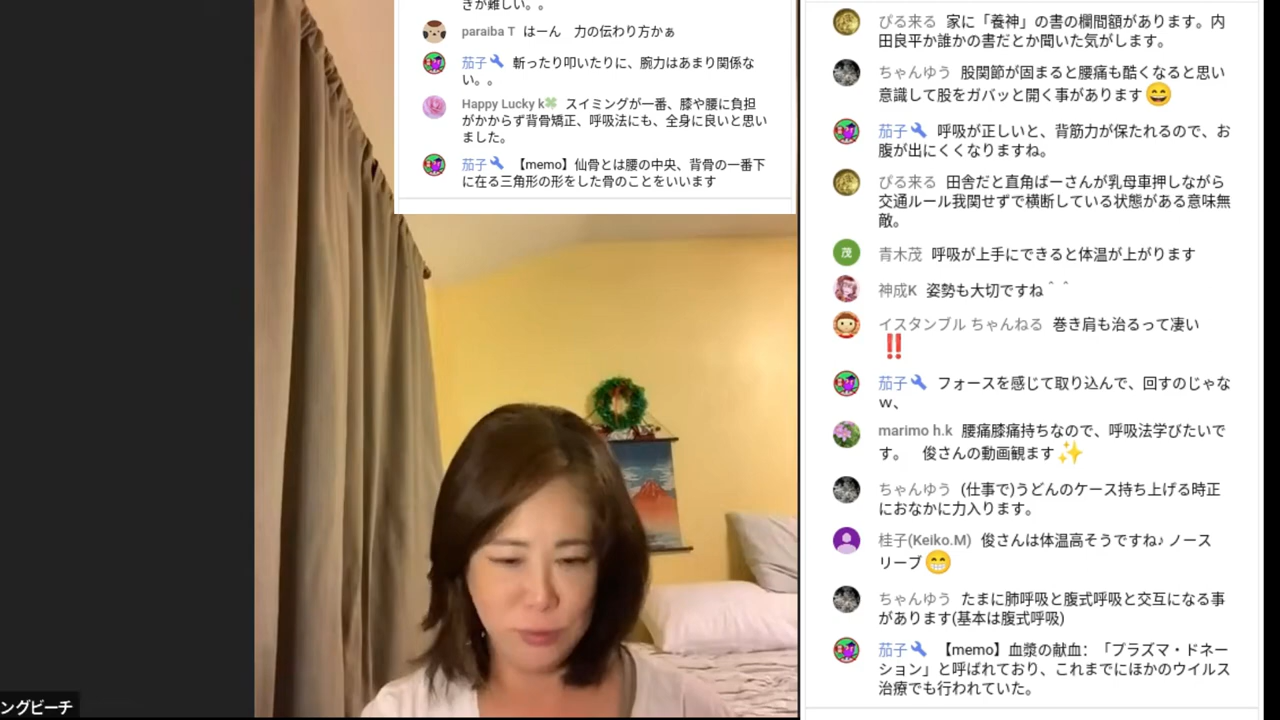 きが難しい。。
paraiba T はーん 力の伝わり方かぁ
茄子 斬ったり叩いたりに、腕力はあまり関係な
い。。
Happy Lucky k スイミングが一番、膝や腰に負担
がかからず背骨矯正、呼吸法にも、全身に良いと思い
ました。
茄子 【memo】仙骨とは腰の中央、背骨の一番下
に在る三角形の形をした骨のことをいいます
ングビーチ
ぴる来る 家に「養神」の書の欄間額があります。内
田良平か誰かの書だとか聞いた気がします。
ちゃんゆう 股関節が固まると腰痛も酷くなると思い
意識して股をガバッと開く事があります
茄子 呼吸が正しいと、背筋力が保たれるので、お
腹が出にくくなりますね。
ぴる来る 田舎だと直角ばーさんが乳母車押しながら
交通ルール我関せずで横断している状態がある意味無
敵。
茂
青木茂 呼吸が上手にできると体温が上がります
神成K 姿勢も大切ですね＾＾
イスタンブル ちゃんねる 巻き肩も治るって凄い
‼
茄子 フォースを感じて取り込んで、回すのじゃな
w、
marimo h.k 腰痛膝痛持ちなので、呼吸法学びたいで
す。 俊さんの動画観ます
ちゃんゆう (仕事で)うどんのケース持ち上げる時正
におなかに力入ります。
桂子(Keiko.M) 俊さんは体温高そうですね♪ ノース
リーブ
ちゃんゆう たまに肺呼吸と腹式呼吸と交互になる事
があります(基本は腹式呼吸)
茄子 【memo】血漿の献血：「プラズマ・ドネー
ション」と呼ばれており、これまでにほかのウイルス
治療でも行われていた。